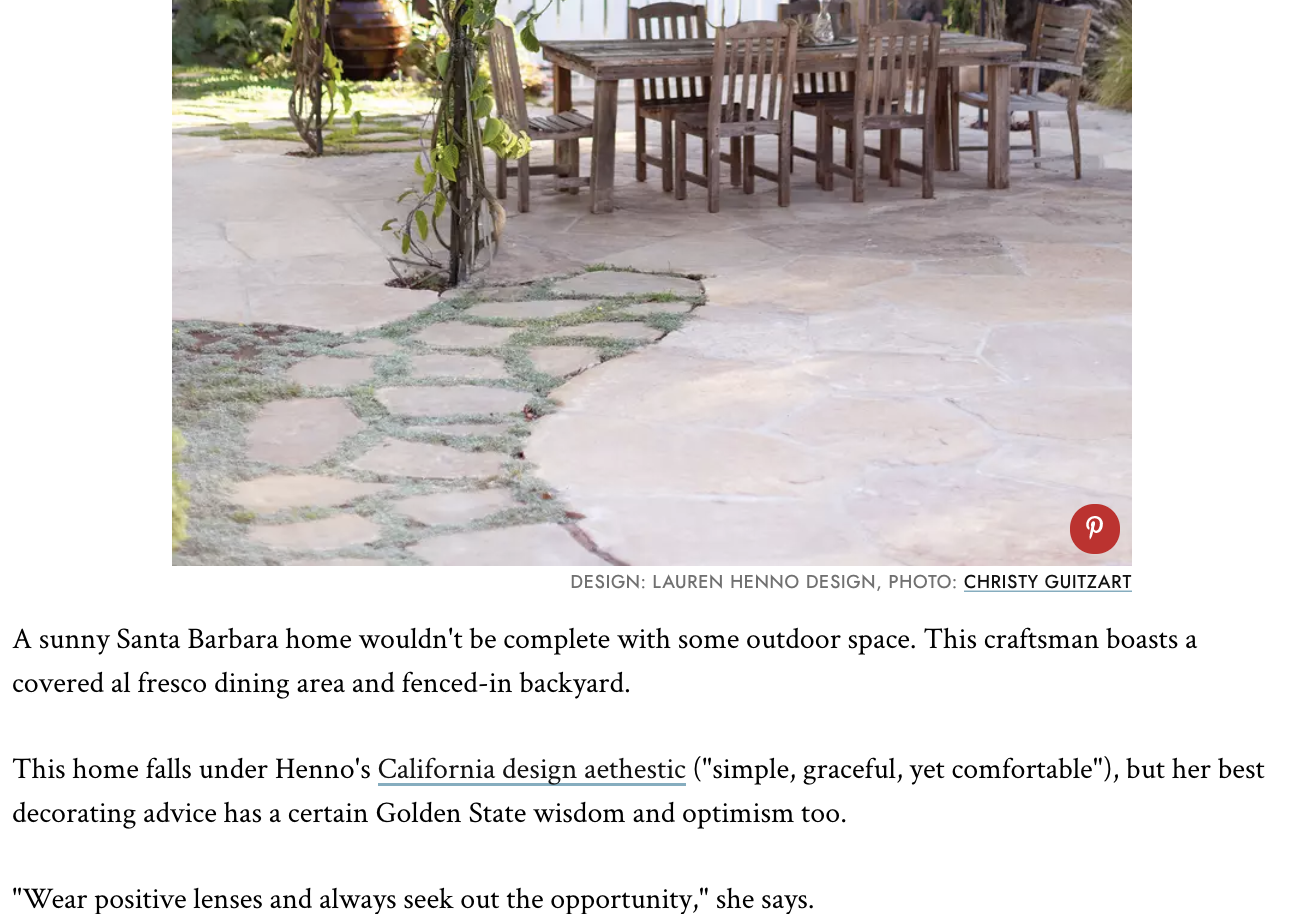 DESIGN: LAUREN HENNO DESIGN, PHOTO: CHRISTY GUITZART
A sunny Santa Barbara home wouldn't be complete with some outdoor space. This craftsman boasts a
covered al fresco dining area and fenced-in backyard.
This home falls under Henno's California design aethestic ("simple, graceful, yet comfortable"), but her best
decorating advice has a certain Golden State wisdom and optimism too.
"Wear positive lenses and always seek out the opportunity," she says.